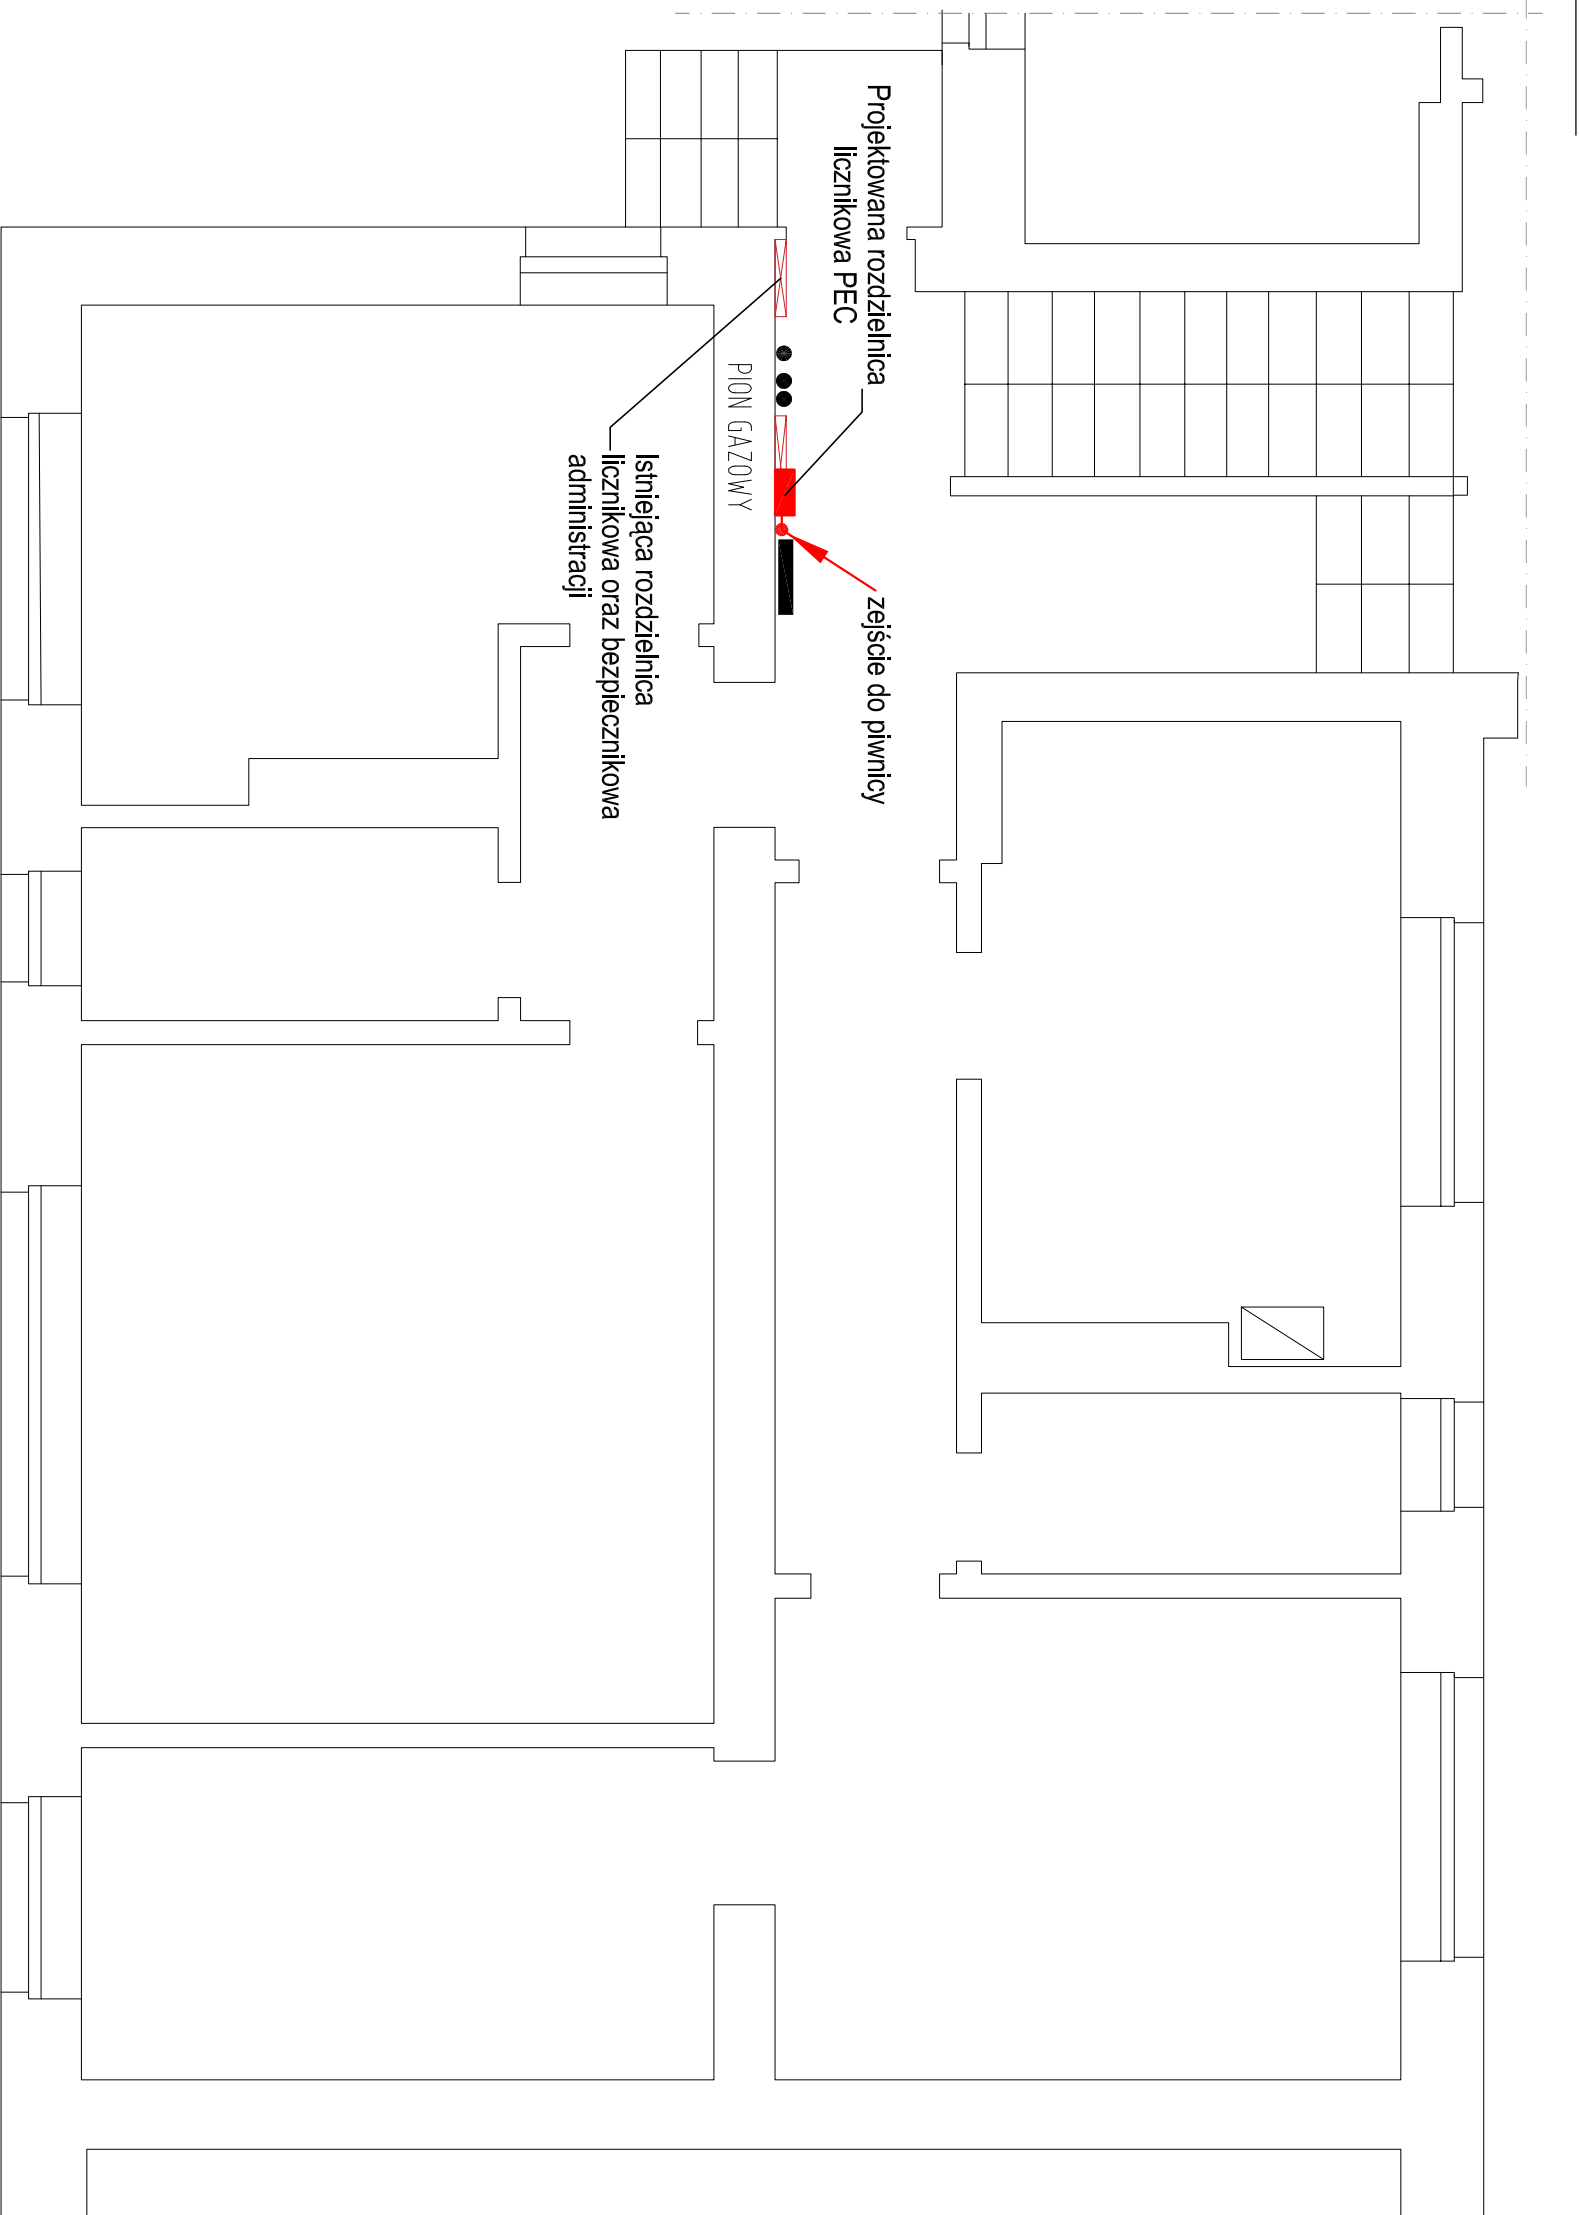 Projektowana rozdzielnica
licznikowa PEC
zejście do piwnicy
PION GAZOWY
Istniejąca rozdzielnica
licznikowa oraz bezpiecznikowa
administracji